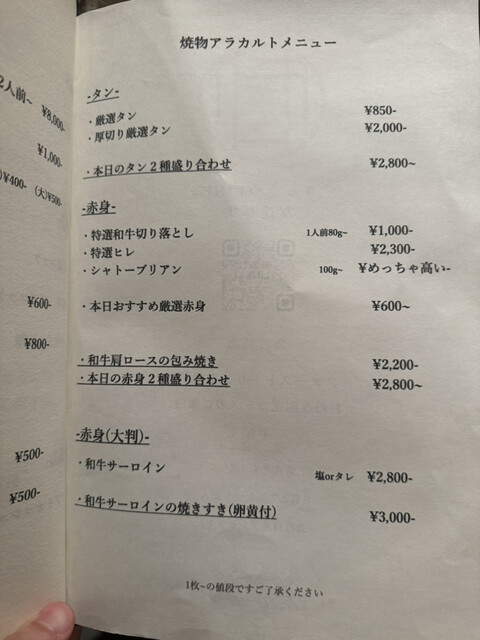 2人前~ ¥8,000-
¥1,000-
¥400- (大)¥500-
¥600-
¥800-
¥500-
¥500-
焼物アラカルトメニュー
-タン-
・厳選タン ¥850-
・厚切り厳選タン ¥2,000-
・本日のタン2種盛り合わせ ¥2,800~
-赤身-
・特選和牛切り落とし 1人前80g~ ¥1,000-
・特選ヒレ ¥2,300-
・シャトーブリアン 100g~ ¥めっちゃ高い-
・本日おすすめ厳選赤身 ¥600~
・和牛肩ロースの包み焼き ¥2,200-
・本日の赤身2種盛り合わせ ¥2,800~
-赤身(大判)-
・和牛サーロイン 塩orタレ ¥2,800-
・和牛サーロインの焼きすき(卵黄付) ¥3,000-
1枚~の値段ですご了承ください